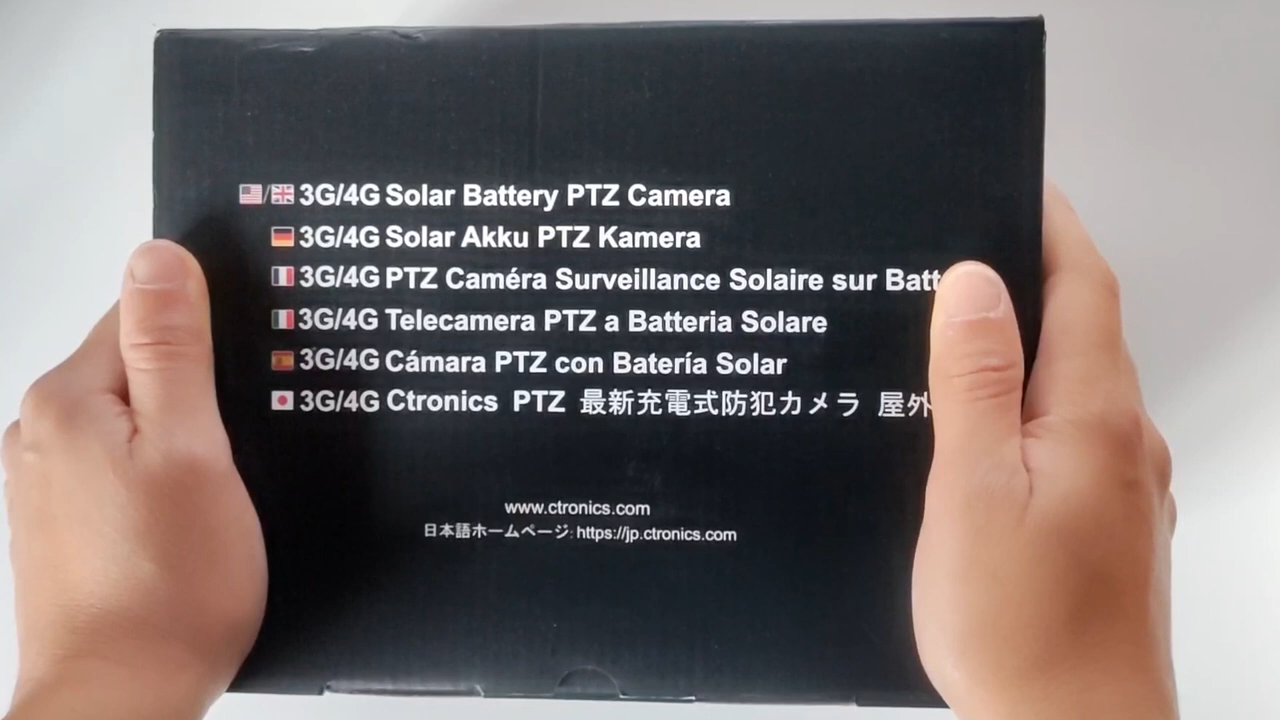 3G/4G Solar Battery PTZ Camera
3G/4G Solar Akku PTZ Kamera
3G/4G PTZ Caméra Surveillance Solaire sur
3G/4G Telecamera PTZ a Batteria Solare
3G/4G Cámara PTZ con Batería Solar
3G/4G Ctronics PTZ 最新充電式防犯カメラ 屋外
www.ctronics.com
日本語ホームページ: https://jp.ctronics.com